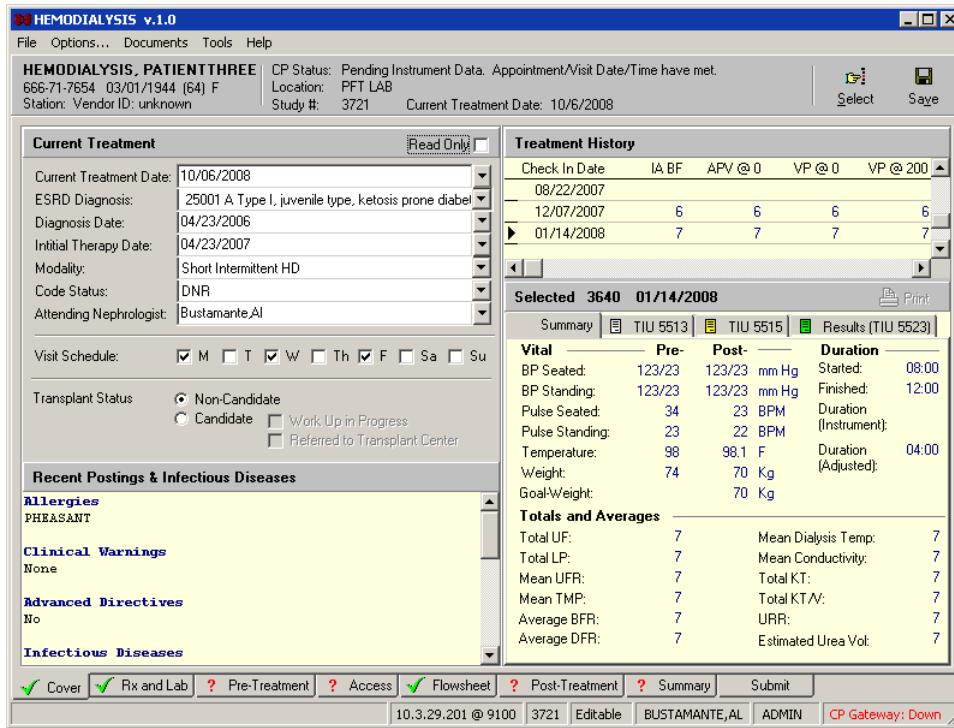 HEMODIALYSIS v.1.0
File Options... Documents Tools Help
HEMODIALYSIS, PATIENTTHREE
666-71-7654 03/01/1944 (64) F
Station: Vendor ID: unknown
CP Status: Pending Instrument Data. Appointment/Visit Date/Time have met.
Location: PFT LAB
Study #: 3721 Current Treatment Date: 10/6/2008
Select Save
Current Treatment Read Only
Current Treatment Date: 10/06/2008
ESRD Diagnosis: 25001 A Type I, juvenile type, ketosis prone diabet
Diagnosis Date: 04/23/2006
Intitial Therapy Date: 04/23/2007
Modality: Short Intermittent HD
Code Status: DNR
Attending Nephrologist: Bustamante,Al
Visit Schedule: M T W Th F Sa Su
Transplant Status Non-Candidate
Candidate Work Up in Progress
Referred to Transplant Center
Recent Postings & Infectious Diseases
Allergies
PHEASANT
Clinical Warnings
None
Advanced Directives
No
Infectious Diseases
Treatment History
Check In Date IA BF APV @ 0 VP @ 0 VP @ 200
08/22/2007
12/07/2007 6 6 6 6
01/14/2008 7 7 7 7
Selected 3640 01/14/2008 Print
Summary TIU 5513 TIU 5515 Results (TIU 5523)
Vital Pre- Post- Duration
BP Seated: 123/23 123/23 mm Hg Started: 08:00
BP Standing: 123/23 123/23 mm Hg Finished: 12:00
Pulse Seated: 34 23 BPM Duration (Instrument):
Pulse Standing: 23 22 BPM
Temperature: 98 98.1 F Duration (Adjusted): 04:00
Weight: 74 70 Kg
Goal-Weight: 70 Kg
Totals and Averages
Total UF: 7 Mean Dialysis Temp: 7
Total LP: 7 Mean Conductivity: 7
Mean UFR: 7 Total KT: 7
Mean TMP: 7 Total KT/V: 7
Average BFR: 7 URR: 7
Average DFR: 7 Estimated Urea Vol: 7
Cover Rx and Lab ? Pre-Treatment ? Access Flowsheet ? Post-Treatment ? Summary Submit
10.3.29.201 @ 9100 3721 Editable BUSTAMANTE,AL ADMIN CP Gateway: Down